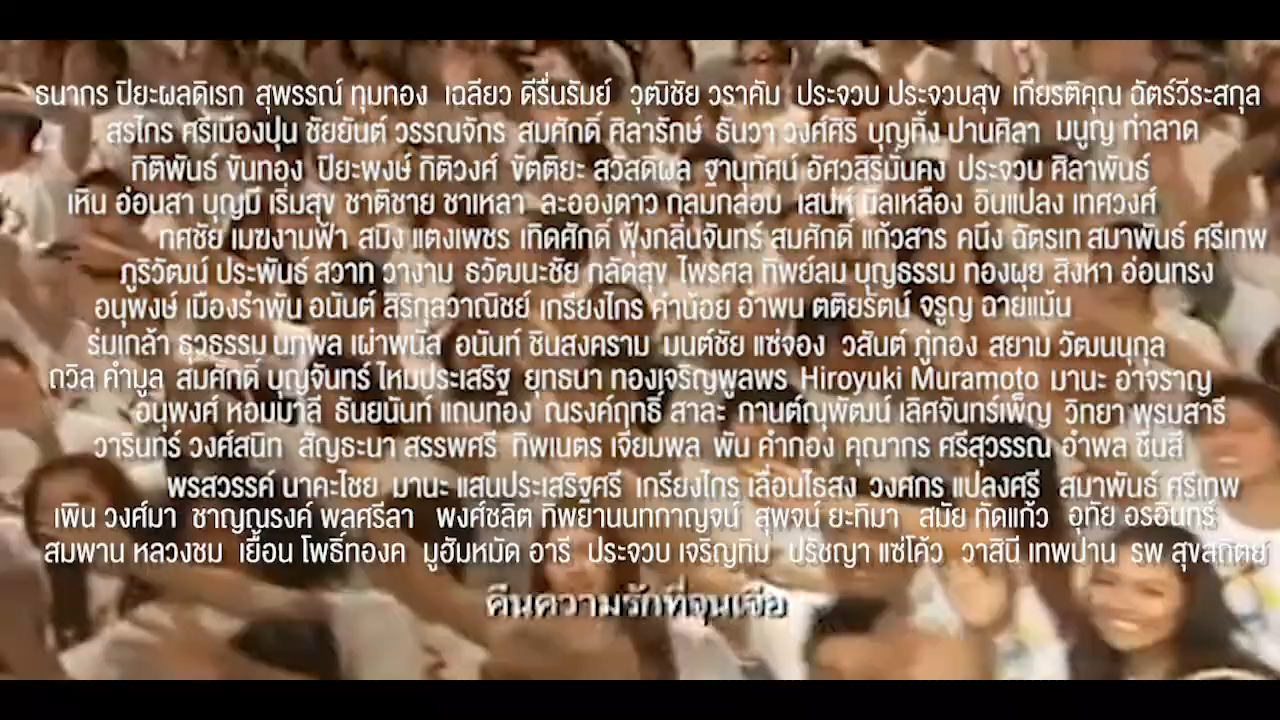 ธนากร ปิยะผลดิเรก สุพรรณ์ ทุมทอง เฉลียว ดีรื่นรัมย์ วุฒิชัย วราคัม ประจวบ ประจวบสุข เกียรติคุณ ฉัตร์วีระสกุล
สรไกร ศรีเมืองปุน ชัยยันต์ วรรณจักร สมศักดิ์ ศิลารักษ์ ธันวา วงศ์ศิริ บุญทิ้ง ปานศิลา มนูญ ท่าลาด
กิติพันธ์ ขันทอง ปิยะพงษ์ กิติวงศ์ ขัตติยะ สวัสดิผล ฐานุทัศน์ อัศวสิริมั่นคง ประจวบ ศิลาพันธ์
เหิน อ่อนสา บุญมี เริ่มสุข ชาติชาย ชาเหลา ละอองดาว กลมกล่อม เสน่ห์ นิลเหลือง อินแปลง เทศวงศ์
ทศชัย เมฆงามฟ้า สมิง แตงเพชร เทิดศักดิ์ ฟุ้งกลิ่นจันทร์ สมศักดิ์ แก้วสาร คนึง ฉัตรเท สมาพันธ์ ศรีเทพ
ภูริวัฒน์ ประพันธ์ สวาท วางาม ธวัฒนะชัย กลัดสุข ไพรศล ทิพย์ลม บุญธรรม ทองผุย สิงหา อ่อนทรง
อนุพงษ์ เมืองรำพัน อนันต์ สิริกุลวาณิชย์ เกรียงไกร คำน้อย อำพน ตติยรัตน์ จรูญ ฉายแม้น
ร่มเกล้า ธุวธรรม นภพล เผ่าพนัส อนันท์ ชินสงคราม มนต์ชัย แซ่จอง วสันต์ ภู่ทอง สยาม วัฒนนุกุล
ถวิล คำมูล สมศักดิ์ บุญจันทร์ ไหมประเสริฐ ยุทธนา ทองเจริญพูลพร Hiroyuki Muramoto มานะ อาจราญ
อนุพงศ์ หอมมาลี ธันยนันท์ แถบทอง ณรงค์ฤทธิ์ สาละ กานต์ณุพัฒน์ เลิศจันทร์เพ็ญ วิทยา พรมสารี
วารินทร์ วงศ์สนิท สัญธะนา สรรพศรี ทิพเนตร เจียมพล พัน คำกอง คุณากร ศรีสุวรรณ อำพล ชื่นสี
พรสวรรค์ นาคะไชย มานะ แสนประเสริฐศรี เกรียงไกร เลื่อนไธสง วงศกร แปลงศรี สมาพันธ์ ศรีเทพ
เพิน วงศ์มา ชาญณรงค์ พลศรีลา พงศ์ชลิต ทิพยานนทกาญจน์ สุพจน์ ยะทิมา สมัย ทัดแก้ว อุทัย อรอินทร์
สมพาน หลวงชม เยื้อน โพธิ์ทองค มูฮัมหมัด อารี ประจวบ เจริญทิม ปรัชญา แซ่โค้ว วาสินี เทพปาน รพ สุขสถิตย์
คืนความรักที่จุนเจือ